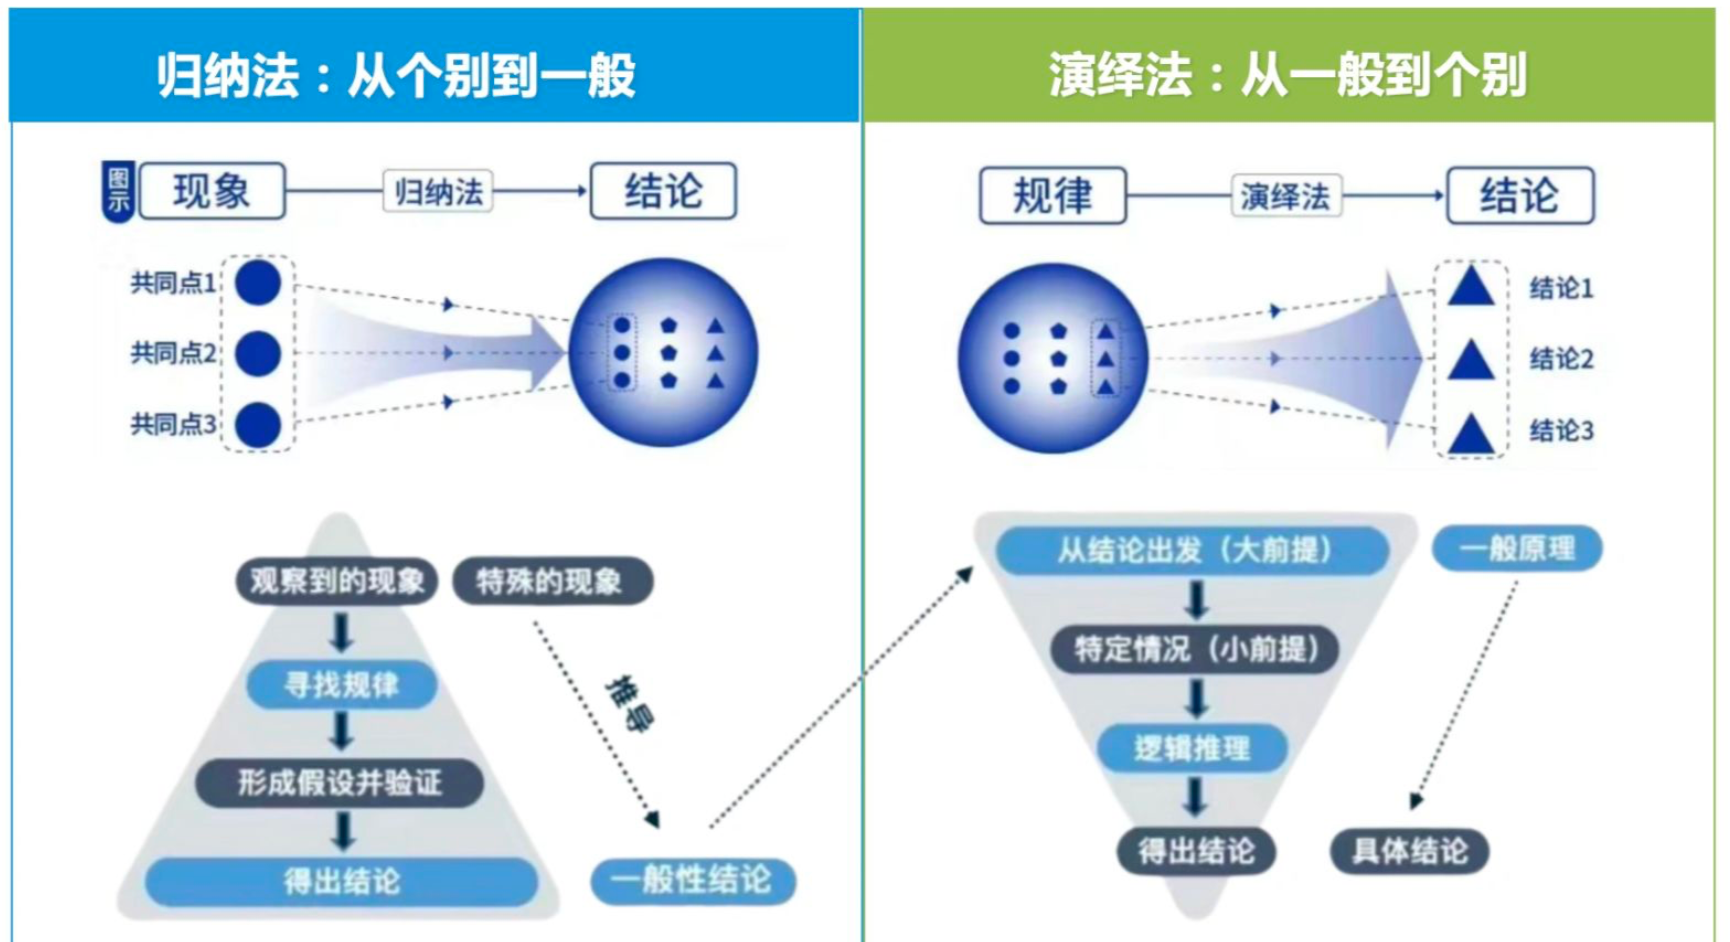 归纳法：从个别到一般
图示
现象
归纳法
结论
共同点1
共同点2
共同点3
观察到的现象
特殊的现象
寻找规律
推导
形成假设并验证
得出结论
一般性结论
演绎法：从一般到个别
规律
演绎法
结论
结论1
结论2
结论3
从结论出发（大前提）
一般原理
特定情况（小前提）
逻辑推理
得出结论
具体结论